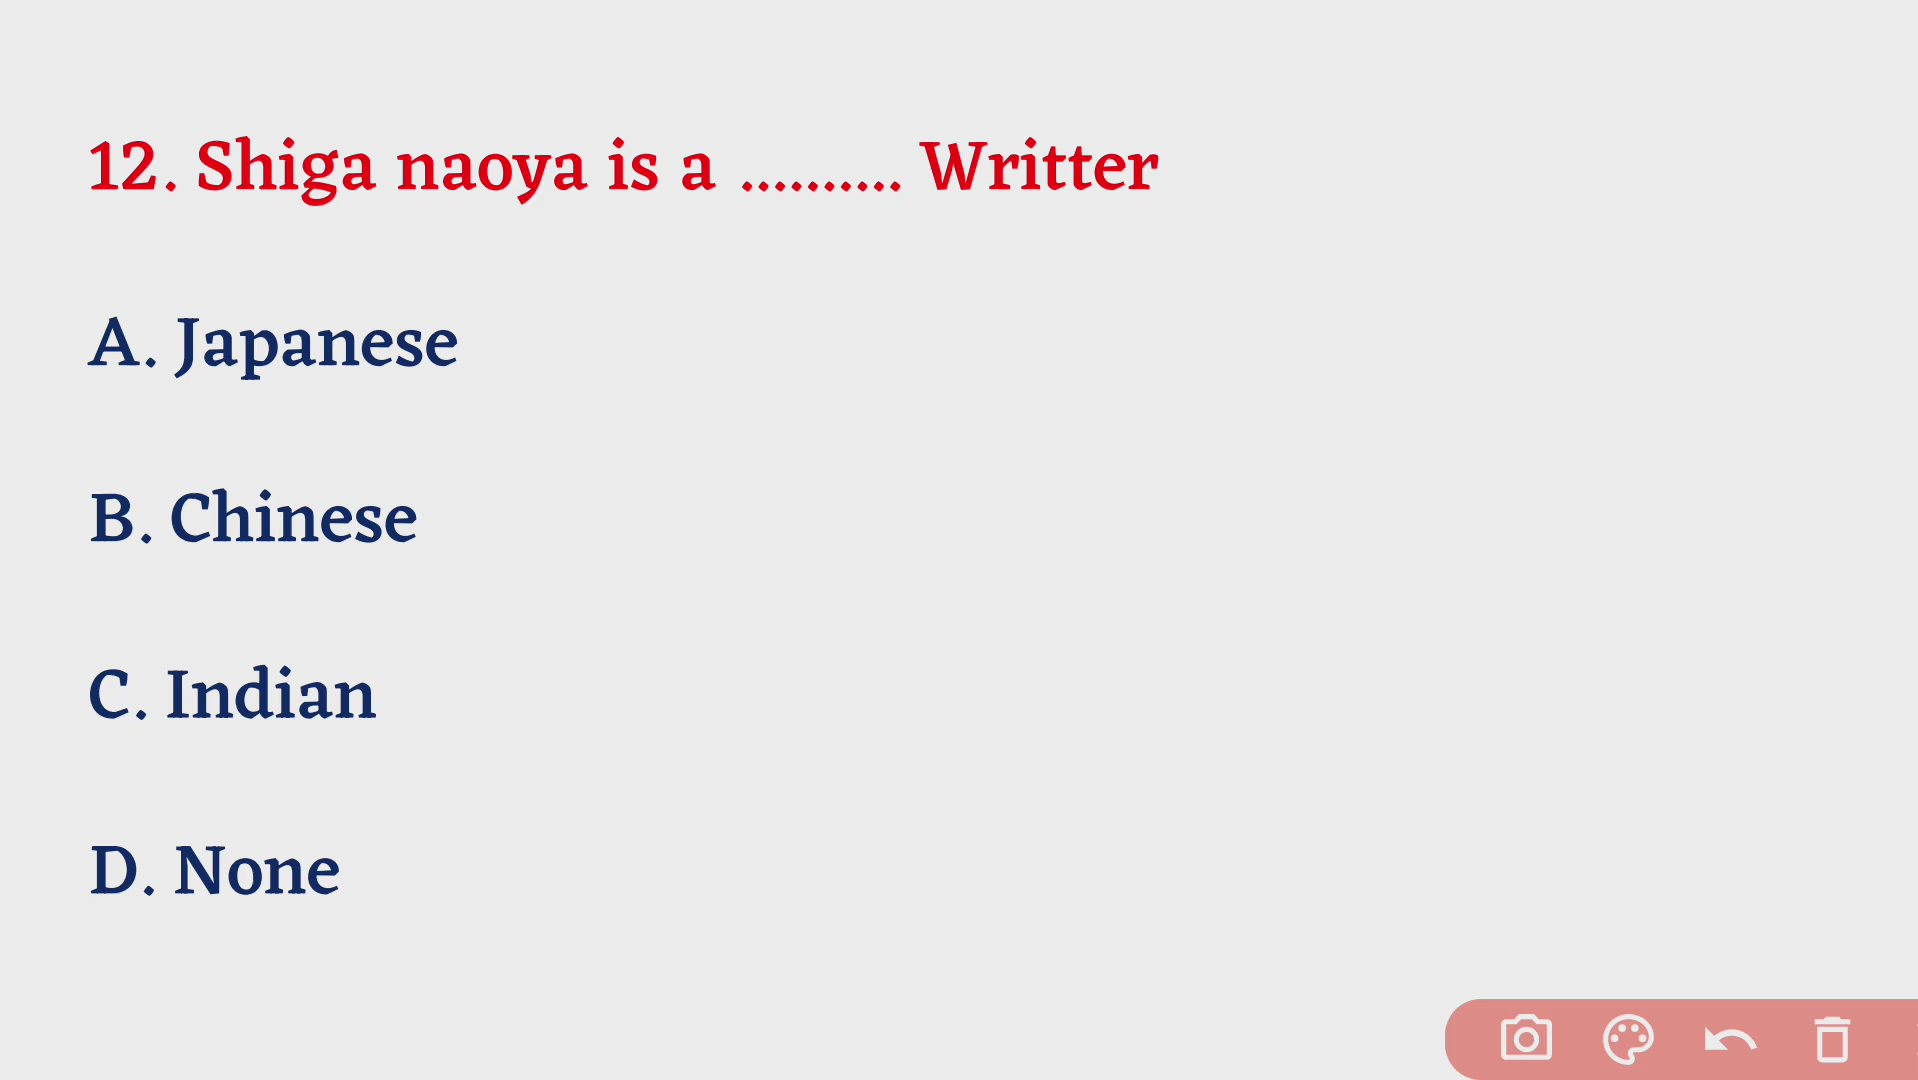 12. Shiga naoya is a .......... Writter
A. Japanese
B. Chinese
C. Indian
D. None